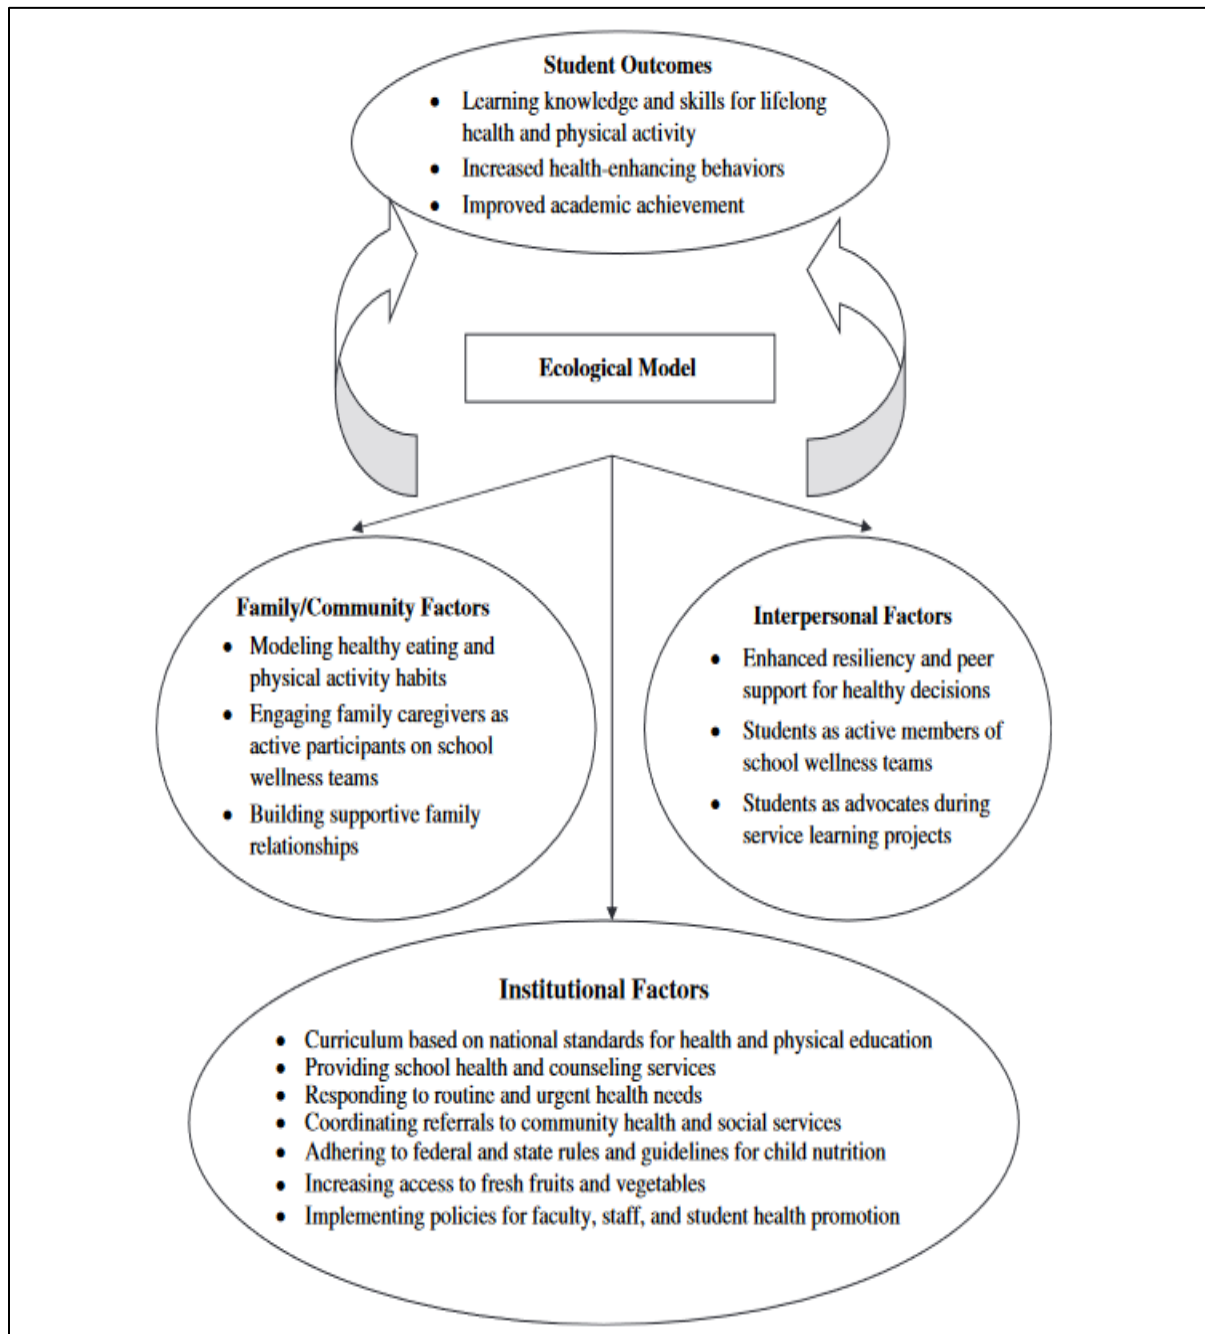 Student Outcomes
• Learning knowledge and skills for lifelong
health and physical activity
• Increased health-enhancing behaviors
• Improved academic achievement
Ecological Model
Family/Community Factors
• Modeling healthy eating and
physical activity habits
• Engaging family caregivers as
active participants on school
wellness teams
• Building supportive family
relationships
Interpersonal Factors
• Enhanced resiliency and peer
support for healthy decisions
• Students as active members of
school wellness teams
• Students as advocates during
service learning projects
Institutional Factors
• Curriculum based on national standards for health and physical education
• Providing school health and counseling services
• Responding to routine and urgent health needs
• Coordinating referrals to community health and social services
• Adhering to federal and state rules and guidelines for child nutrition
• Increasing access to fresh fruits and vegetables
• Implementing policies for faculty, staff, and student health promotion